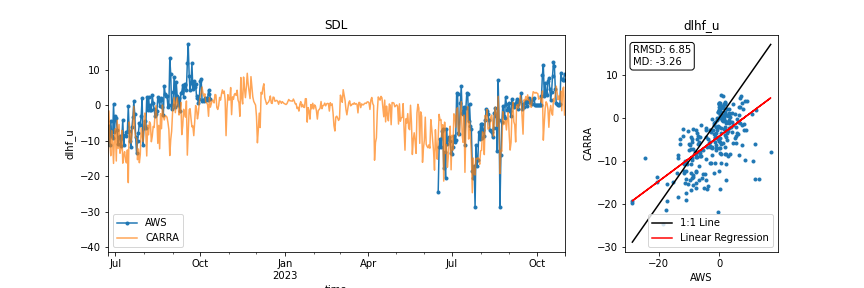 SDL
dlhf_u
10
0
−10
−20
−30
−40
AWS
CARRA
Jul
Oct
Jan
2023
Apr
Jul
Oct
time
dlhf_u
RMSD: 6.85
MD: -3.26
CARRA
10
0
−10
−20
−30
1:1 Line
Linear Regression
−20
0
AWS